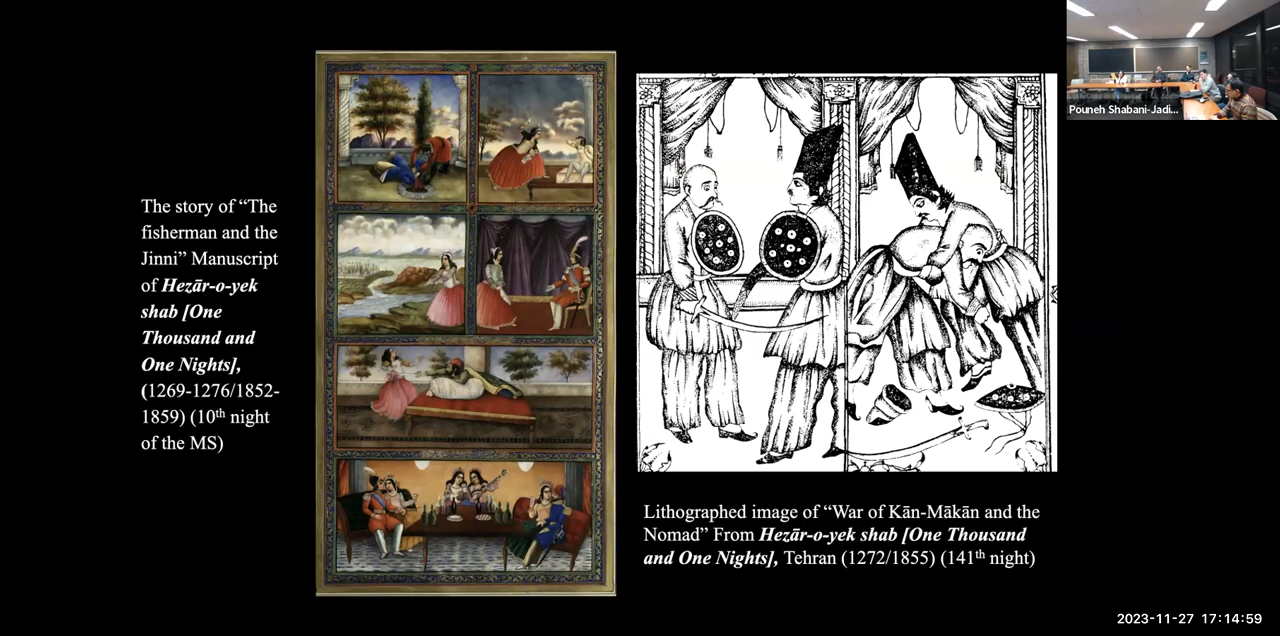 The story of “The
fisherman and the
Jinni” Manuscript
of Hezār-o-yek
shab [One
Thousand and
One Nights],
(1269-1276/1852-
1859) (10th night
of the MS)
Lithographed image of “War of Kān-Mākān and the
Nomad” From Hezār-o-yek shab [One Thousand
and One Nights], Tehran (1272/1855) (141th night)
Pouneh Shabani-Jadi...
2023-11-27 17:14:59